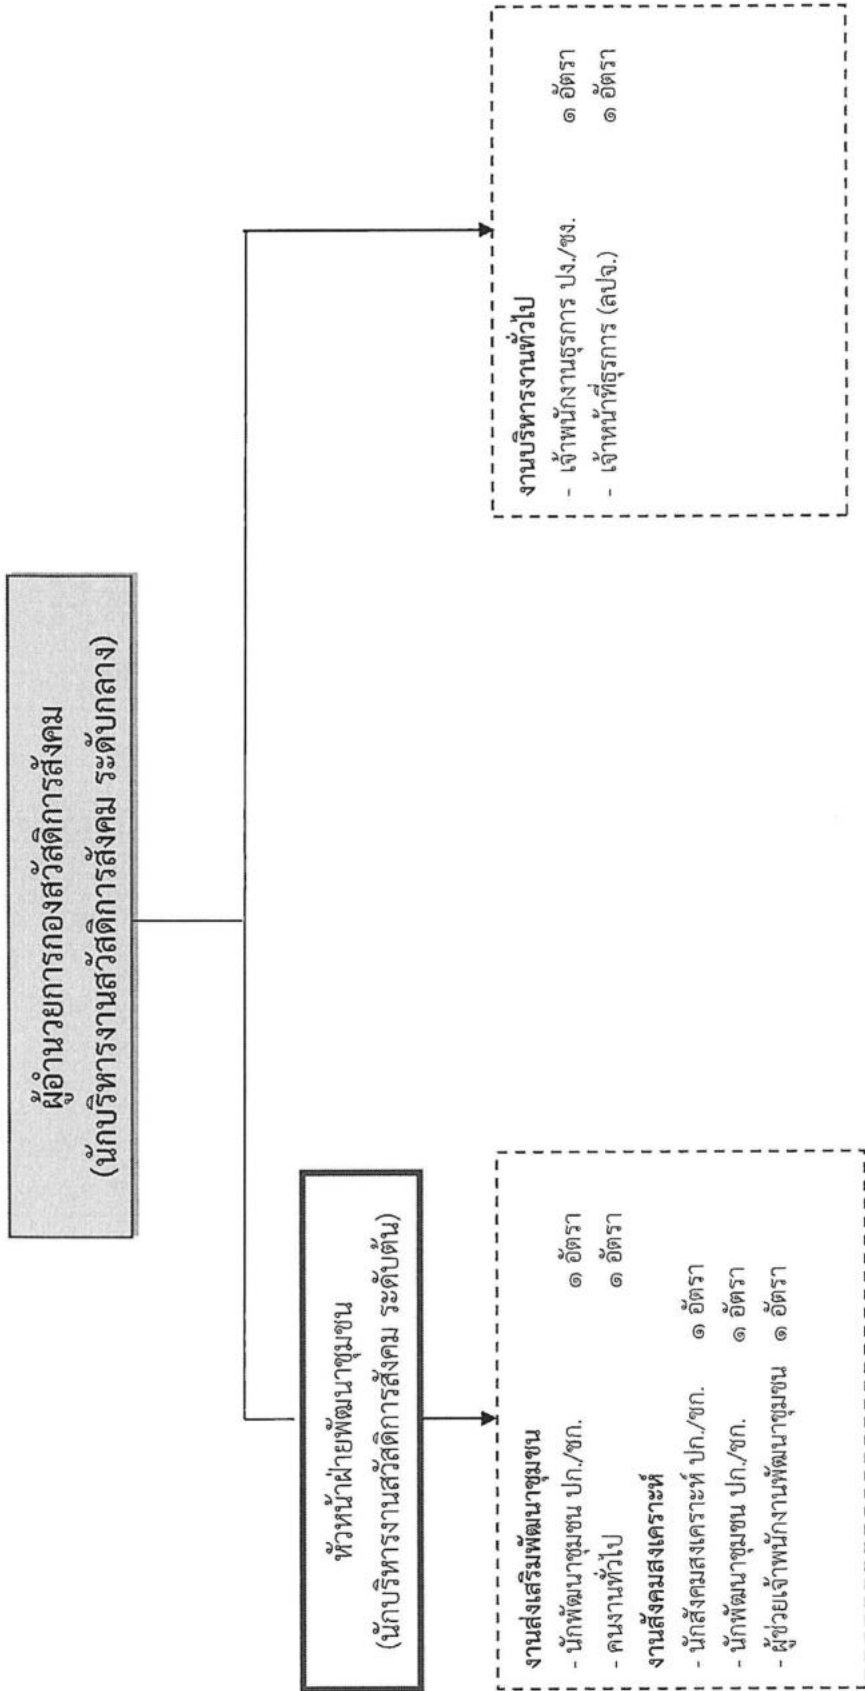 ผู้อำนวยการกองสวัสดิการสังคม
(นักบริหารงานสวัสดิการสังคม ระดับกลาง)
หัวหน้าฝ่ายพัฒนาชุมชน
(นักบริหารงานสวัสดิการสังคม ระดับต้น)
งานส่งเสริมพัฒนาชุมชน
- นักพัฒนาชุมชน ปก./ชก. ๑ อัตรา
- คนงานทั่วไป ๑ อัตรา
งานสังคมสงเคราะห์
- นักสังคมสงเคราะห์ ปก./ชก. ๑ อัตรา
- นักพัฒนาชุมชน ปก./ชก. ๑ อัตรา
- ผู้ช่วยเจ้าพนักงานพัฒนาชุมชน ๑ อัตรา
งานบริหารงานทั่วไป
- เจ้าพนักงานธุรการ ปง./ชง. ๑ อัตรา
- เจ้าหน้าที่ธุรการ (ลปจ.) ๑ อัตรา